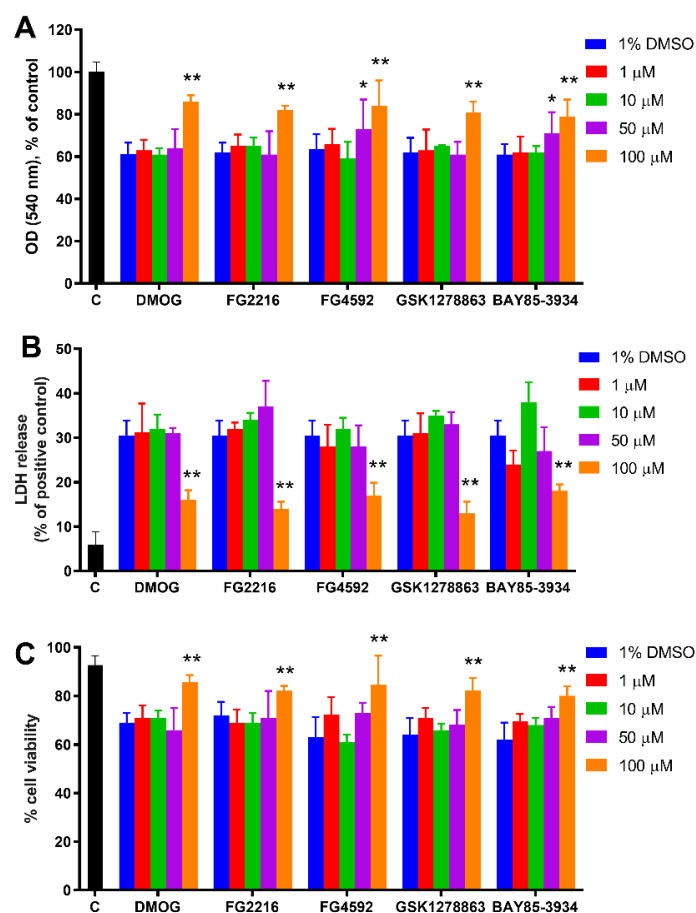 A
OD (540 nm), % of control
120
100
80
60
40
20
0
** ** * ** ** * **
C DMOG FG2216 FG4592 GSK1278863 BAY85-3934
1% DMSO
1 μM
10 μM
50 μM
100 μM
B
LDH release
(% of positive control)
50
40
30
20
10
0
** ** ** ** **
C DMOG FG2216 FG4592 GSK1278863 BAY85-3934
1% DMSO
1 μM
10 μM
50 μM
100 μM
C
% cell viability
100
80
60
40
20
0
** ** ** ** **
C DMOG FG2216 FG4592 GSK1278863 BAY85-3934
1% DMSO
1 μM
10 μM
50 μM
100 μM